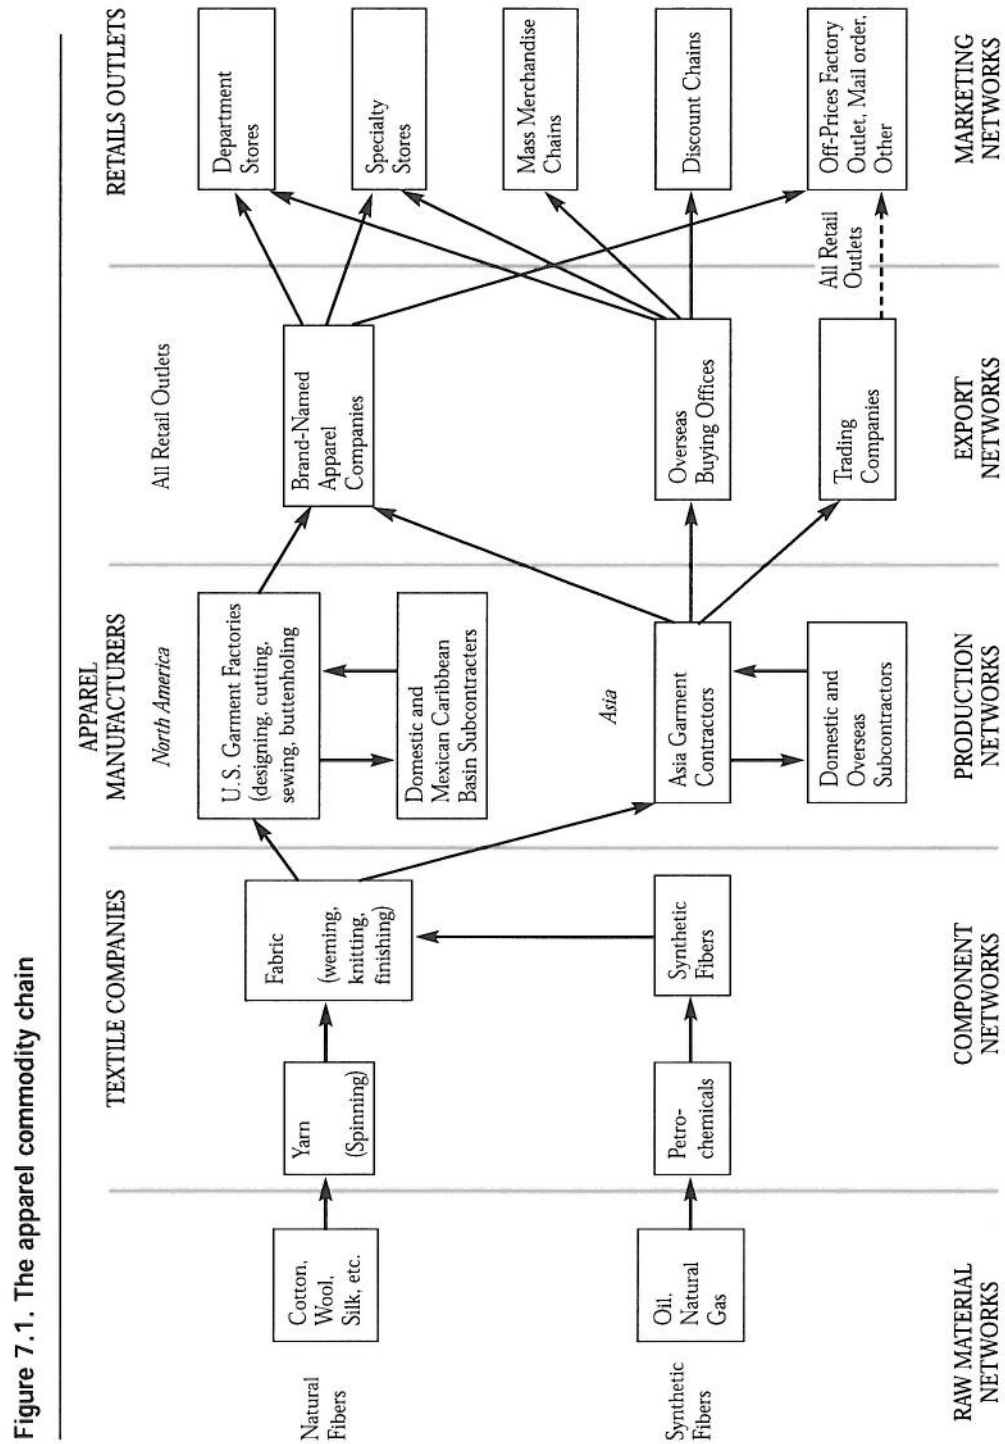 Figure 7.1. The apparel commodity chain
TEXTILE COMPANIES
APPAREL
MANUFACTURERS
RETAILS OUTLETS
North America
All Retail Outlets
Natural
Fibers
Cotton,
Wool,
Silk, etc.
Yarn
(Spinning)
Fabric
(weming,
knitting,
finishing)
U.S. Garment Factories
(designing, cutting,
sewing, buttenholing
Domestic and
Mexican Caribbean
Basin Subcontracters
Brand-Named
Apparel
Companies
Department
Stores
Specialty
Stores
Mass Merchandise
Chains
Synthetic
Fibers
Oil,
Natural
Gas
Petro-
chemicals
Synthetic
Fibers
Asia
Asia Garment
Contractors
Domestic and
Overseas
Subcontractors
Overseas
Buying Offices
Trading
Companies
All Retail
Outlets
Discount Chains
Off-Prices Factory
Outlet, Mail order,
Other
RAW MATERIAL
NETWORKS
COMPONENT
NETWORKS
PRODUCTION
NETWORKS
EXPORT
NETWORKS
MARKETING
NETWORKS